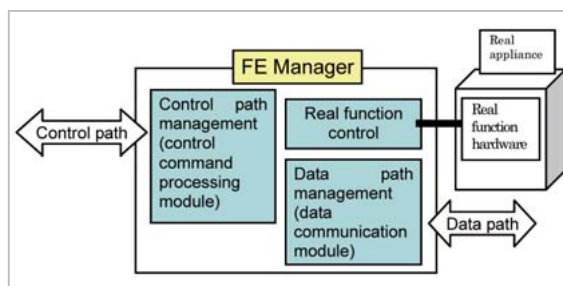 FE Manager
Real
appliance
Control path
Control path
management
(control
command
processing
module)
Real function
control
Real
function
hardware
Data path
management
(data
communication
module)
Data path